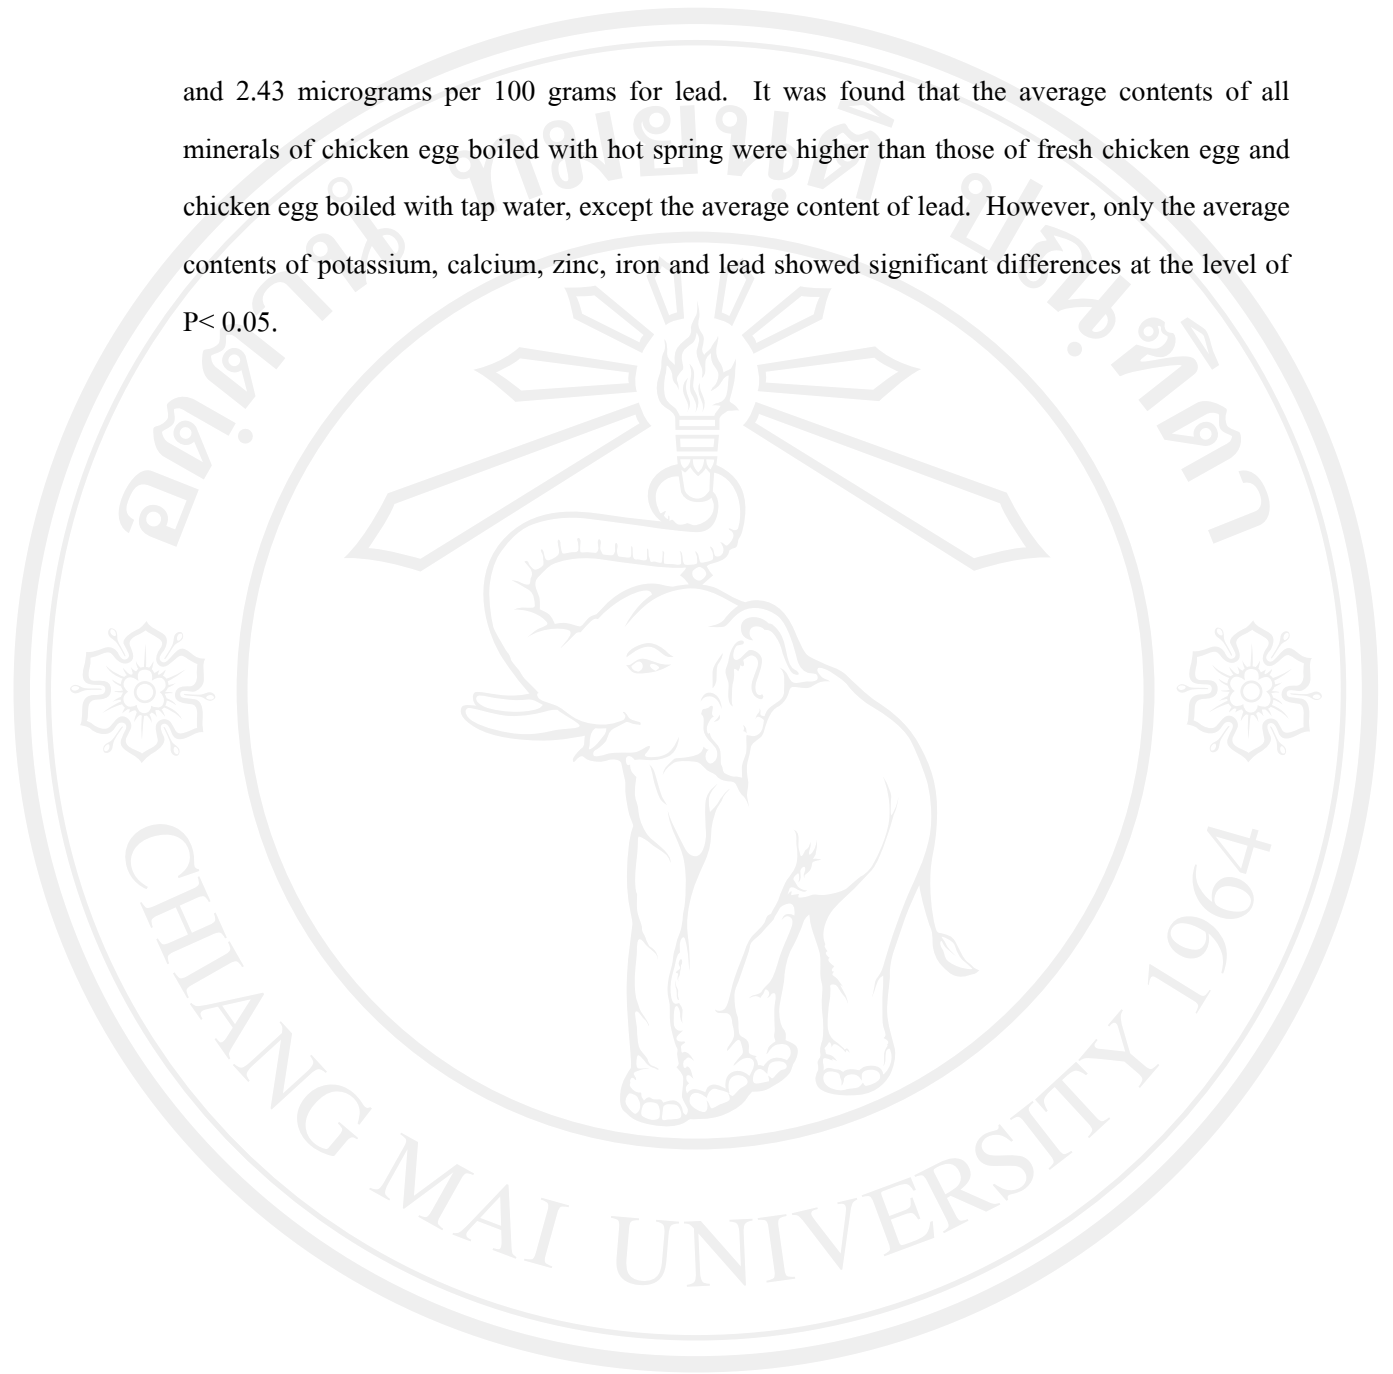 and 2.43 micrograms per 100 grams for lead. It was found that the average contents of all
minerals of chicken egg boiled with hot spring were higher than those of fresh chicken egg and
chicken egg boiled with tap water, except the average content of lead. However, only the average
contents of potassium, calcium, zinc, iron and lead showed significant differences at the level of
P< 0.05.
CHIANG MAI UNIVERSITY 1964